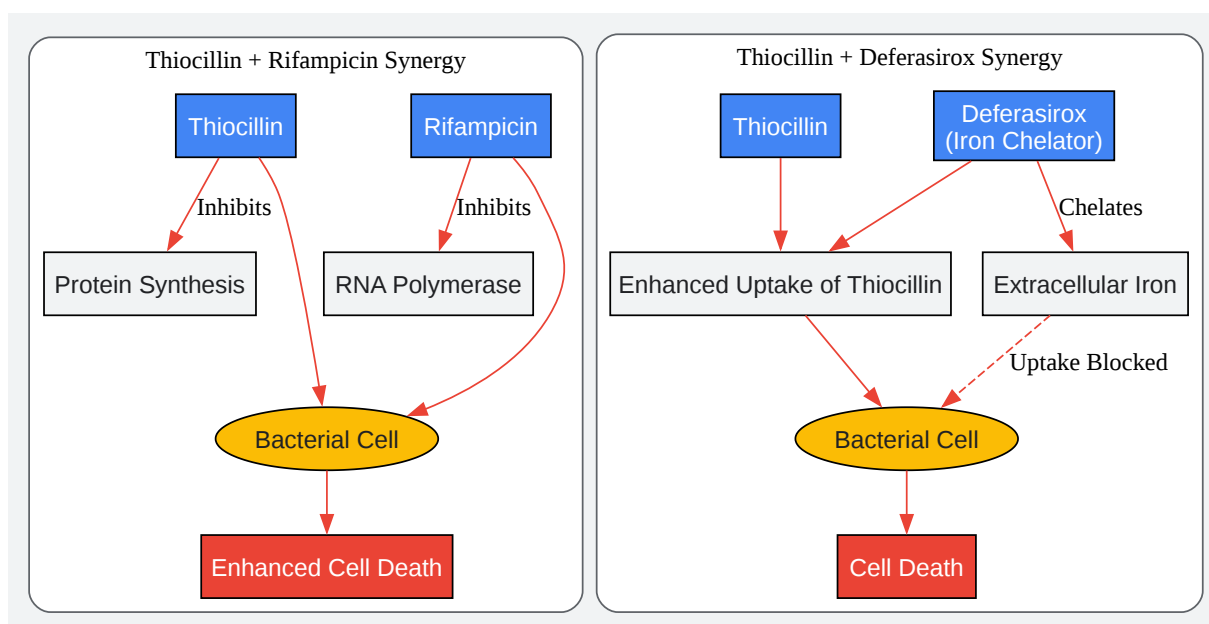 Thiocillin + Rifampicin Synergy
Thiocillin
Rifampicin
Inhibits
Inhibits
Protein Synthesis
RNA Polymerase
Bacterial Cell
Enhanced Cell Death
Thiocillin + Deferasirox Synergy
Thiocillin
Deferasirox
(Iron Chelator)
Chelates
Enhanced Uptake of Thiocillin
Extracellular Iron
Uptake Blocked
Bacterial Cell
Cell Death